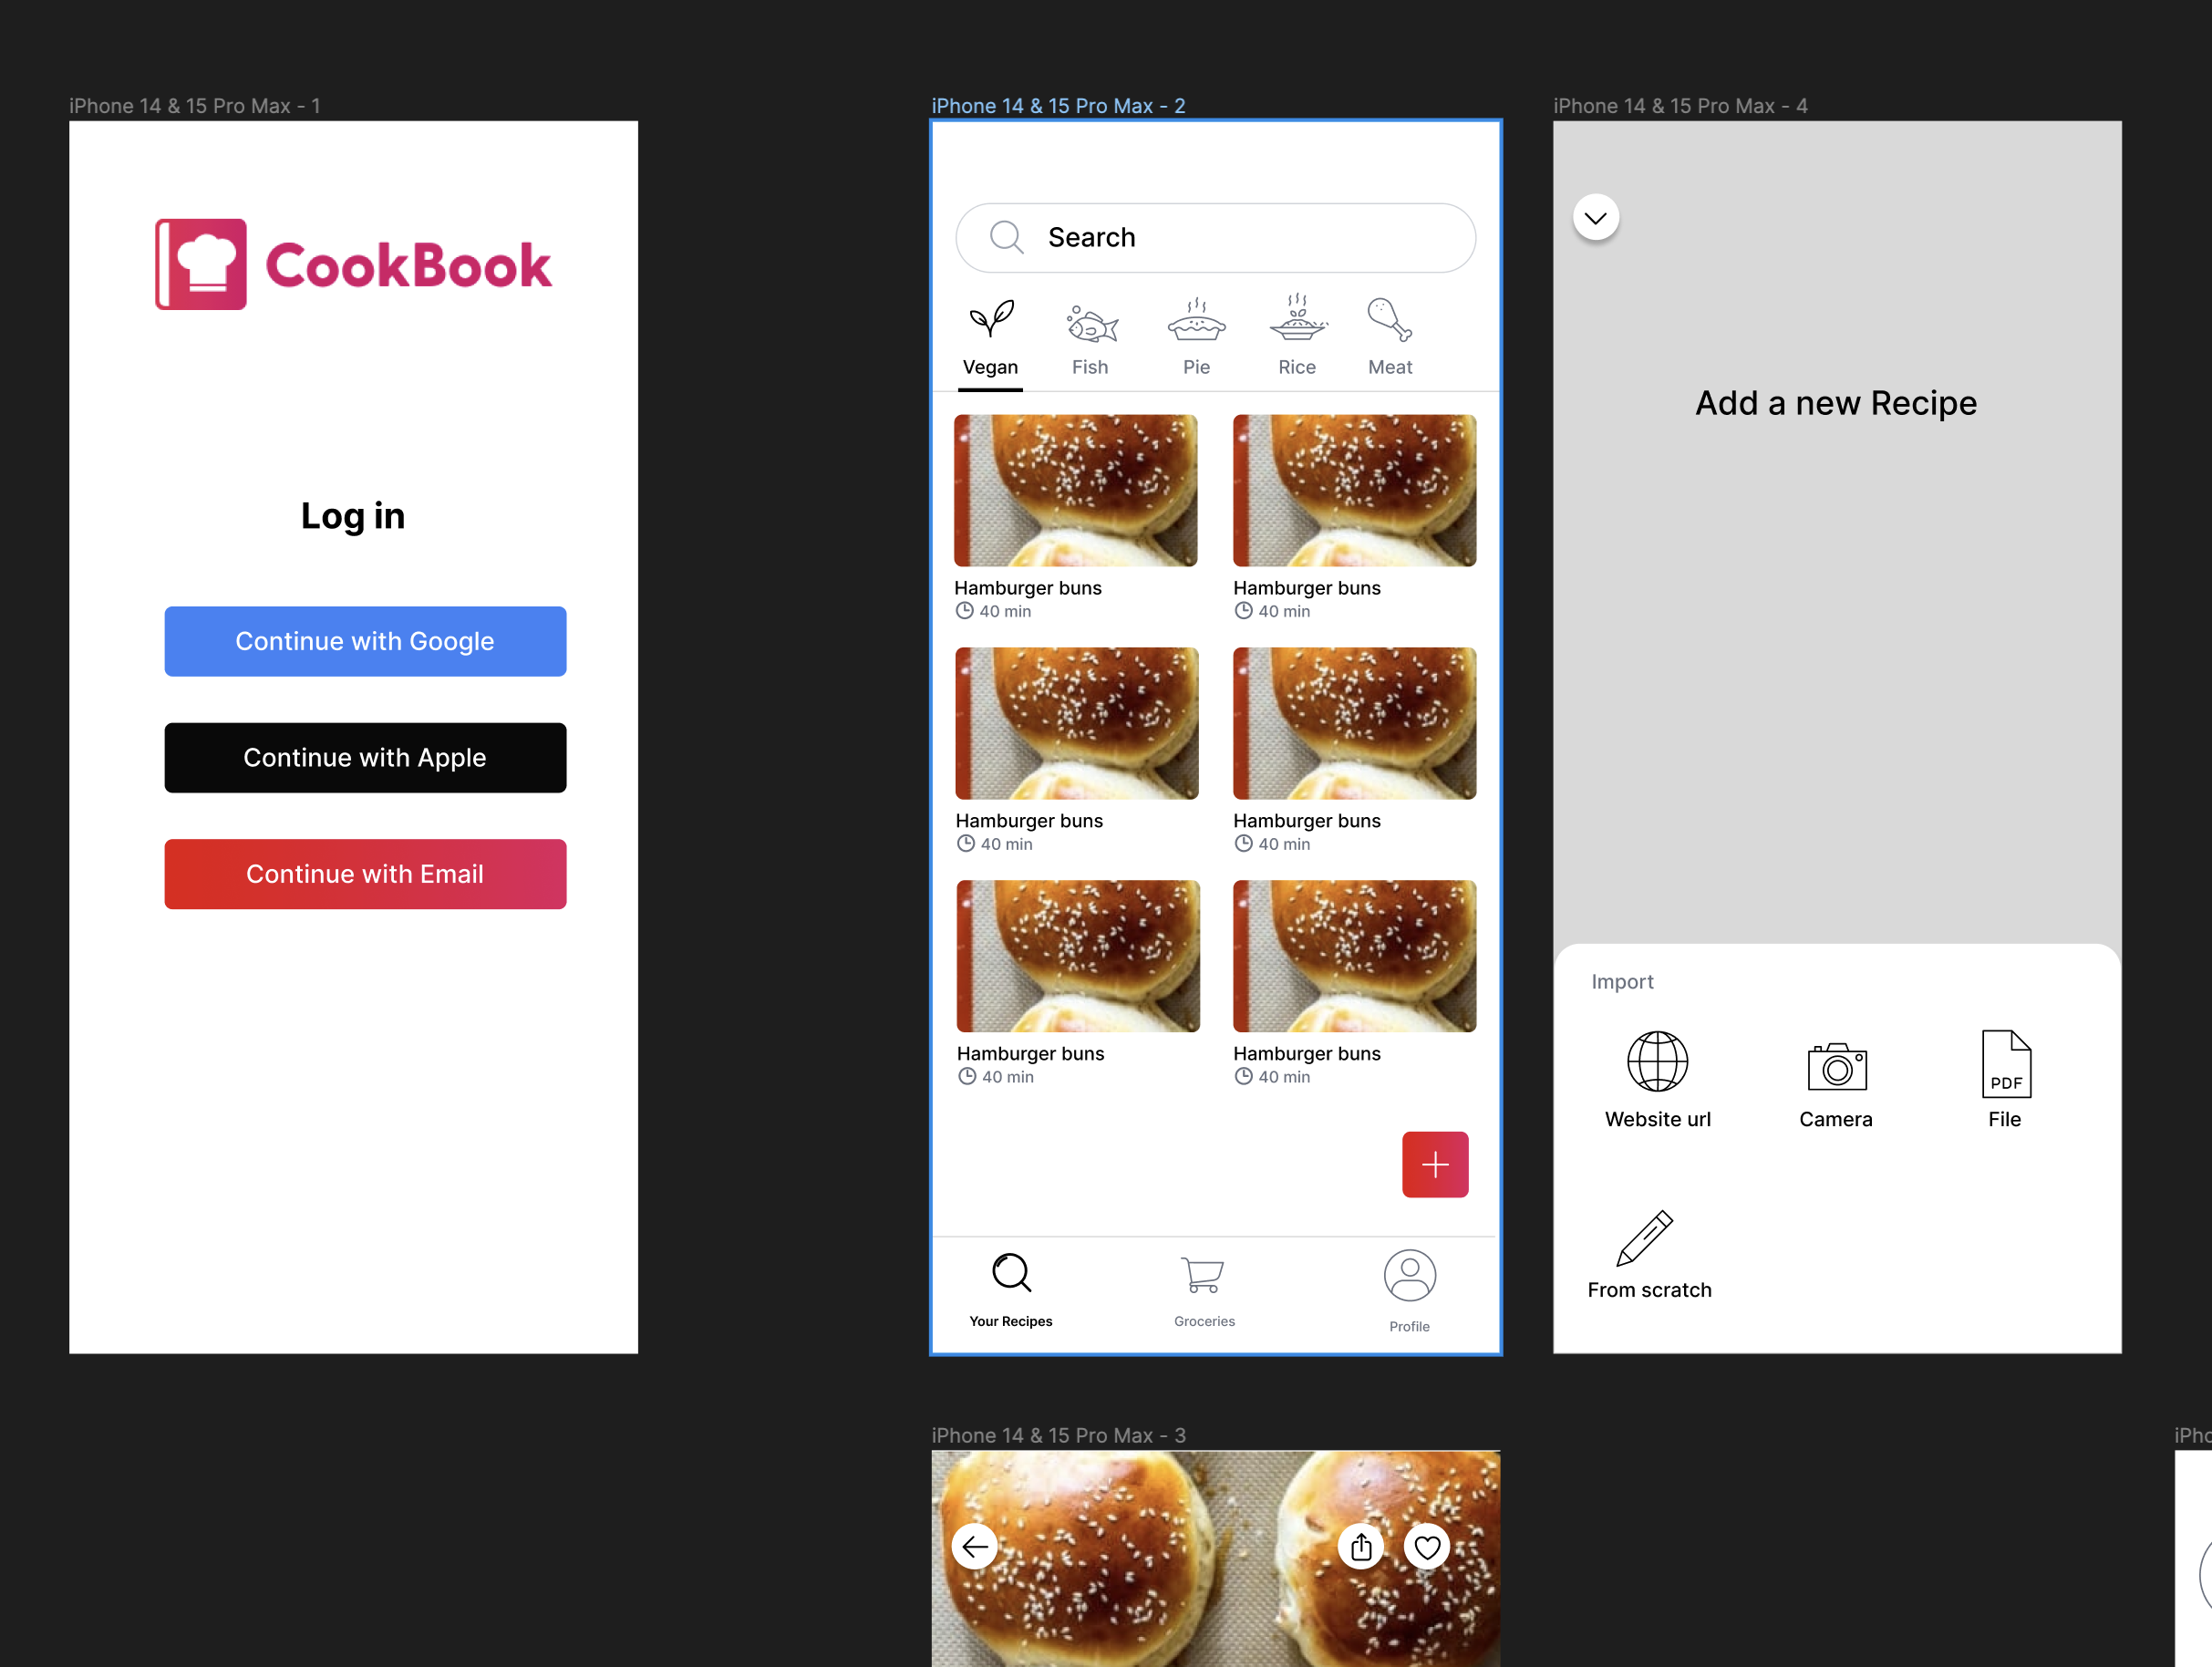 iPhone 14 & 15 Pro Max - 1
CookBook
Log in
Continue with Google
Continue with Apple
Continue with Email
iPhone 14 & 15 Pro Max - 2
Search
Vegan
Fish
Pie
Rice
Meat
Hamburger buns
40 min
Hamburger buns
40 min
Hamburger buns
40 min
Hamburger buns
40 min
Hamburger buns
40 min
Hamburger buns
40 min
Your Recipes
Groceries
Profile
iPhone 14 & 15 Pro Max - 4
Add a new Recipe
Import
Website url
Camera
PDF
File
From scratch
iPhone 14 & 15 Pro Max - 3